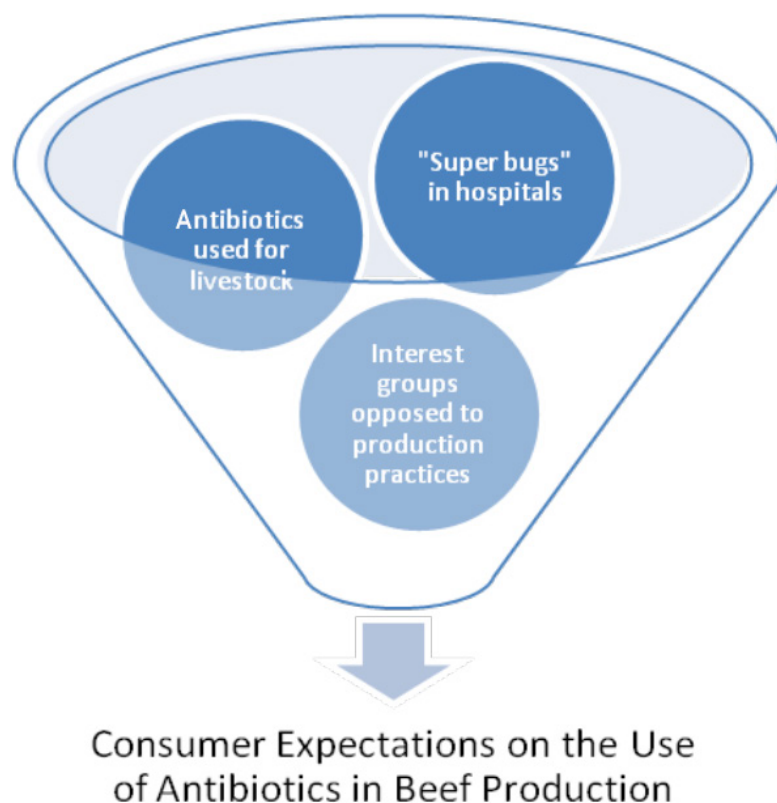 "Super bugs"
in hospitals
Antibiotics
used for
livestock
Interest
groups
opposed to
production
practices
Consumer Expectations on the Use
of Antibiotics in Beef Production